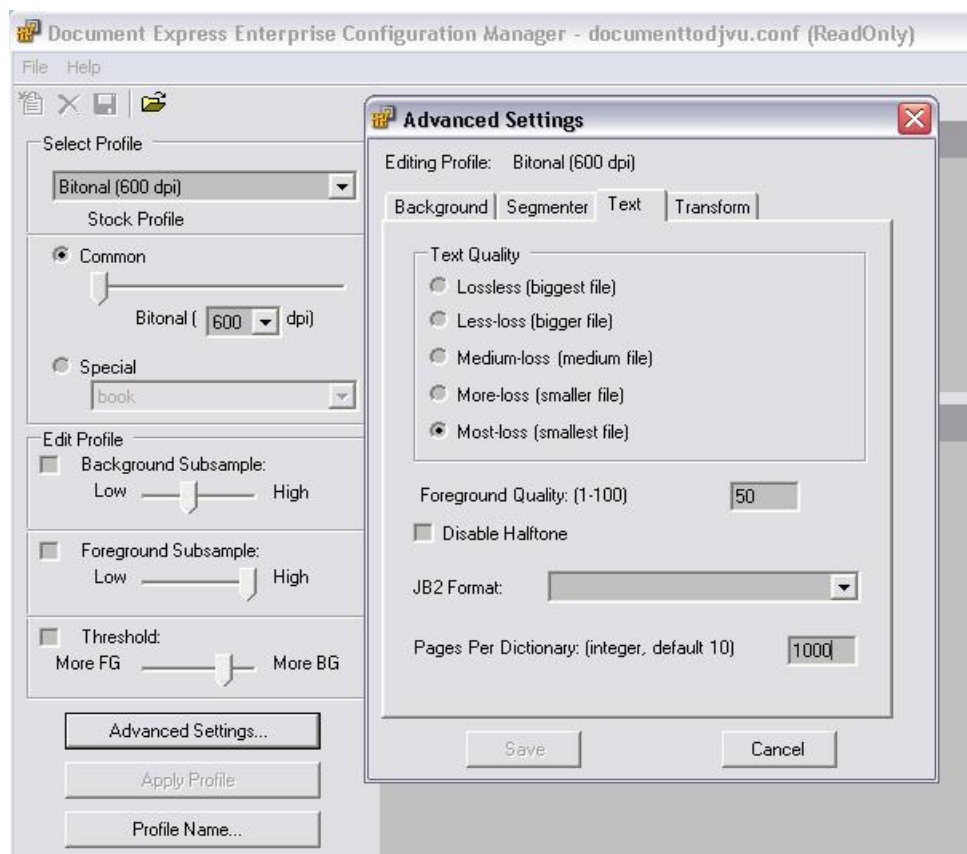 Document Express Enterprise Configuration Manager - documenttodjvu.conf (ReadOnly)
File Help
Select Profile
Bitonal (600 dpi)
Stock Profile
Common
Bitonal ( 600 dpi)
Special
book
Edit Profile
Background Subsample:
Low High
Foreground Subsample:
Low High
Threshold:
More FG More BG
Advanced Settings...
Apply Profile
Profile Name...
Advanced Settings
Editing Profile: Bitonal (600 dpi)
Background Segmenter Text Transform
Text Quality
Lossless (biggest file)
Less-loss (bigger file)
Medium-loss (medium file)
More-loss (smaller file)
Most-loss (smallest file)
Foreground Quality: (1-100) 50
Disable Halftone
JB2 Format:
Pages Per Dictionary: (integer, default 10) 1000
Save Cancel